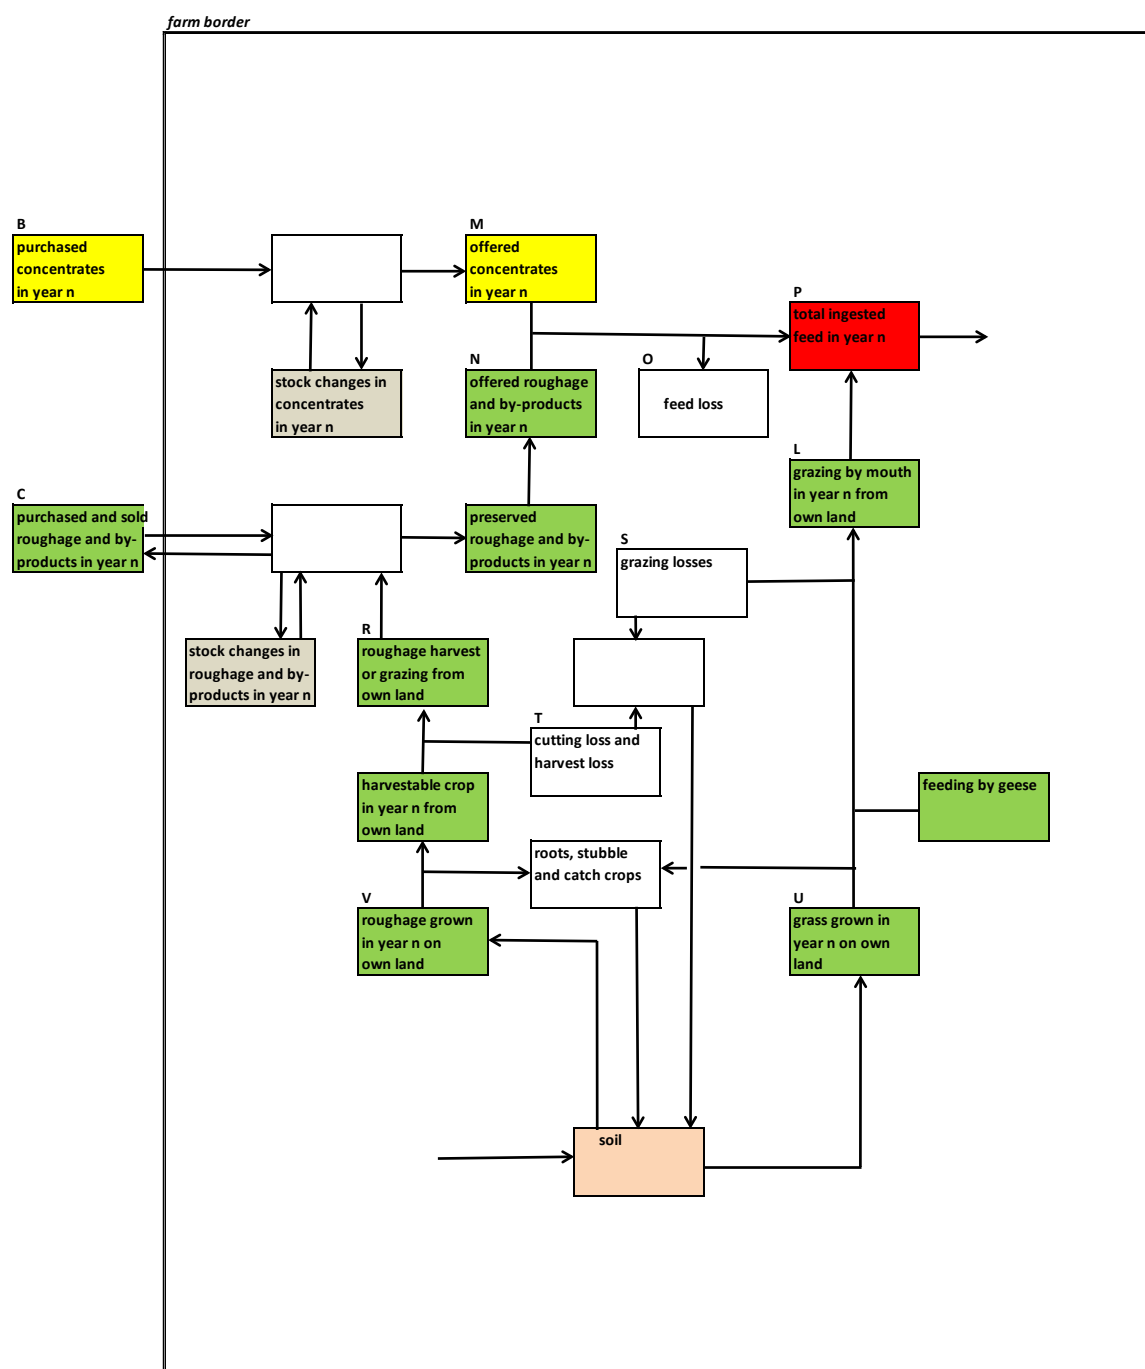 farm border
B
purchased
concentrates
in year n
M
offered
concentrates
in year n
P
total ingested
feed in year n
stock changes in
concentrates
in year n
N
offered roughage
and by-products
in year n
O
feed loss
L
grazing by mouth
in year n from
own land
C
purchased and sold
roughage and by-
products in year n
preserved
roughage and by-
products in year n
S
grazing losses
stock changes in
roughage and by-
products in year n
R
roughage harvest
or grazing from
own land
T
cutting loss and
harvest loss
harvestable crop
in year n from
own land
feeding by geese
roots, stubble
and catch crops
V
roughage grown
in year n on
own land
U
grass grown in
year n on own
land
soil